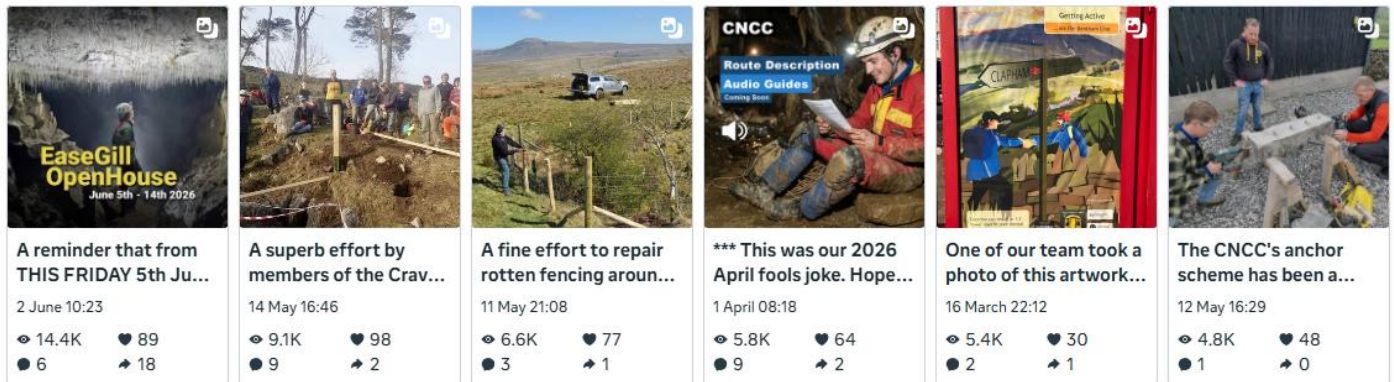 EaseGill
OpenHouse
June 5th - 14th 2026
A reminder that from
THIS FRIDAY 5th Ju...
2 June 10:23
14.4K 89
6 18
A superb effort by
members of the Crav...
14 May 16:46
9.1K 98
9 2
A fine effort to repair
rotten fencing aroun...
11 May 21:08
6.6K 77
3 1
CNCC
Route Description
Audio Guides
Coming Soon
*** This was our 2026
April fools joke. Hope...
1 April 08:18
5.8K 64
9 2
Getting Active
CLAPHAM
One of our team took a
photo of this artwork...
16 March 22:12
5.4K 30
2 1
The CNCC's anchor
scheme has been a...
12 May 16:29
4.8K 48
1 0